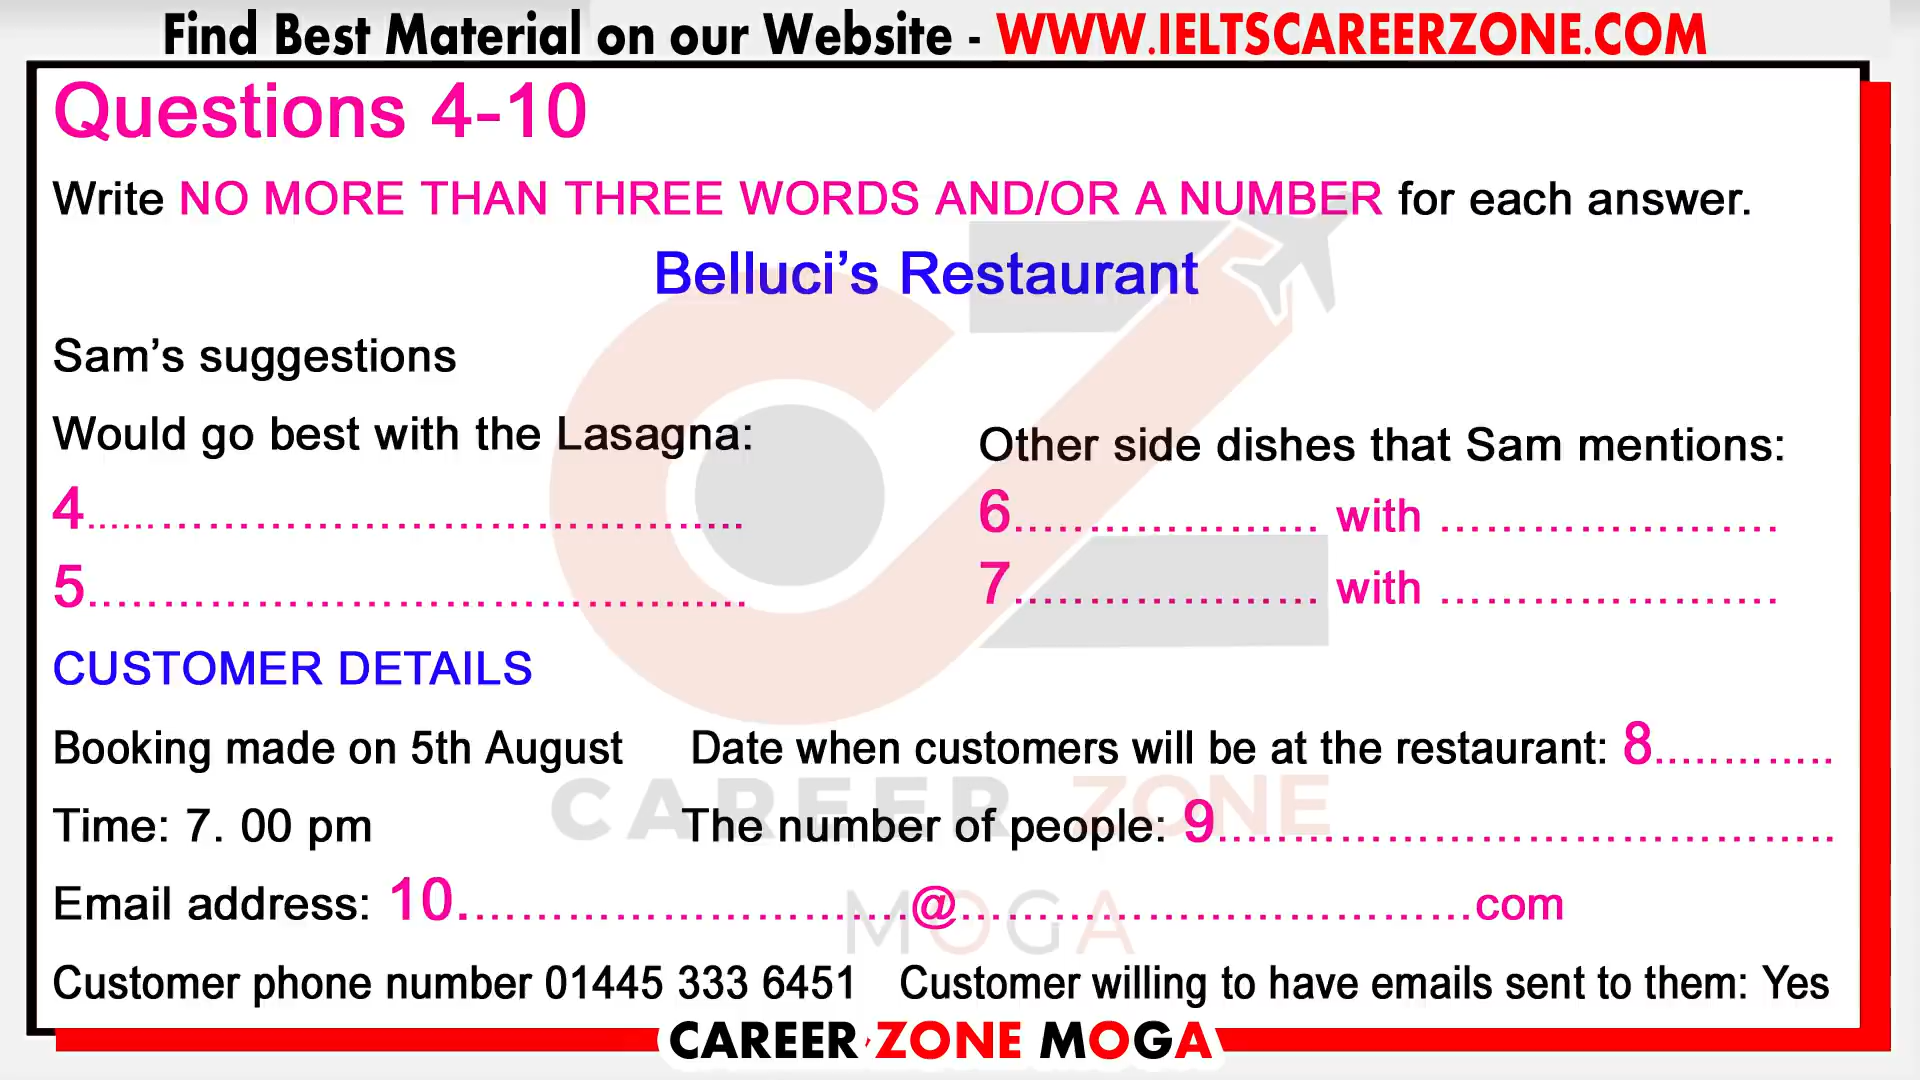 Find Best Material on our Website - WWW.IELTSCAREERZONE.COM
Questions 4-10
Write NO MORE THAN THREE WORDS AND/OR A NUMBER for each answer.
Belluci's Restaurant
Sam's suggestions
Would go best with the Lasagna:
4......................................................
5......................................................
Other side dishes that Sam mentions:
6........................ with ........................
7........................ with ........................
CUSTOMER DETAILS
Booking made on 5th August Date when customers will be at the restaurant: 8.............
Time: 7. 00 pm The number of people: 9......................................................
Email address: 10...................................@.......................................com
Customer phone number 01445 333 6451 Customer willing to have emails sent to them: Yes
CAREER ZONE
MOGA
CAREER ZONE MOGA